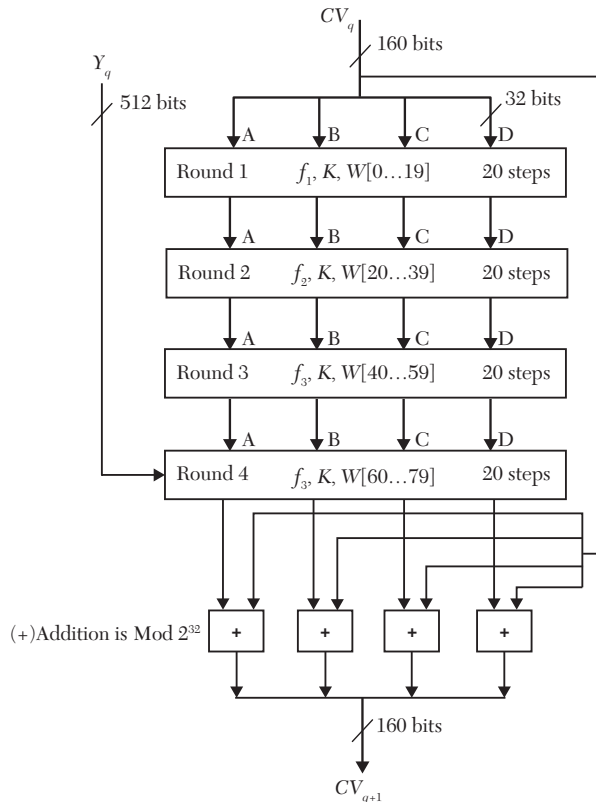 CV_q
160 bits
Y_q
512 bits
32 bits
A B C D
Round 1 f_1, K, W[0...19] 20 steps
A B C D
Round 2 f_2, K, W[20...39] 20 steps
A B C D
Round 3 f_3, K, W[40...59] 20 steps
A B C D
Round 4 f_3, K, W[60...79] 20 steps
(+)Addition is Mod 2^32 + + + +
160 bits
CV_q+1